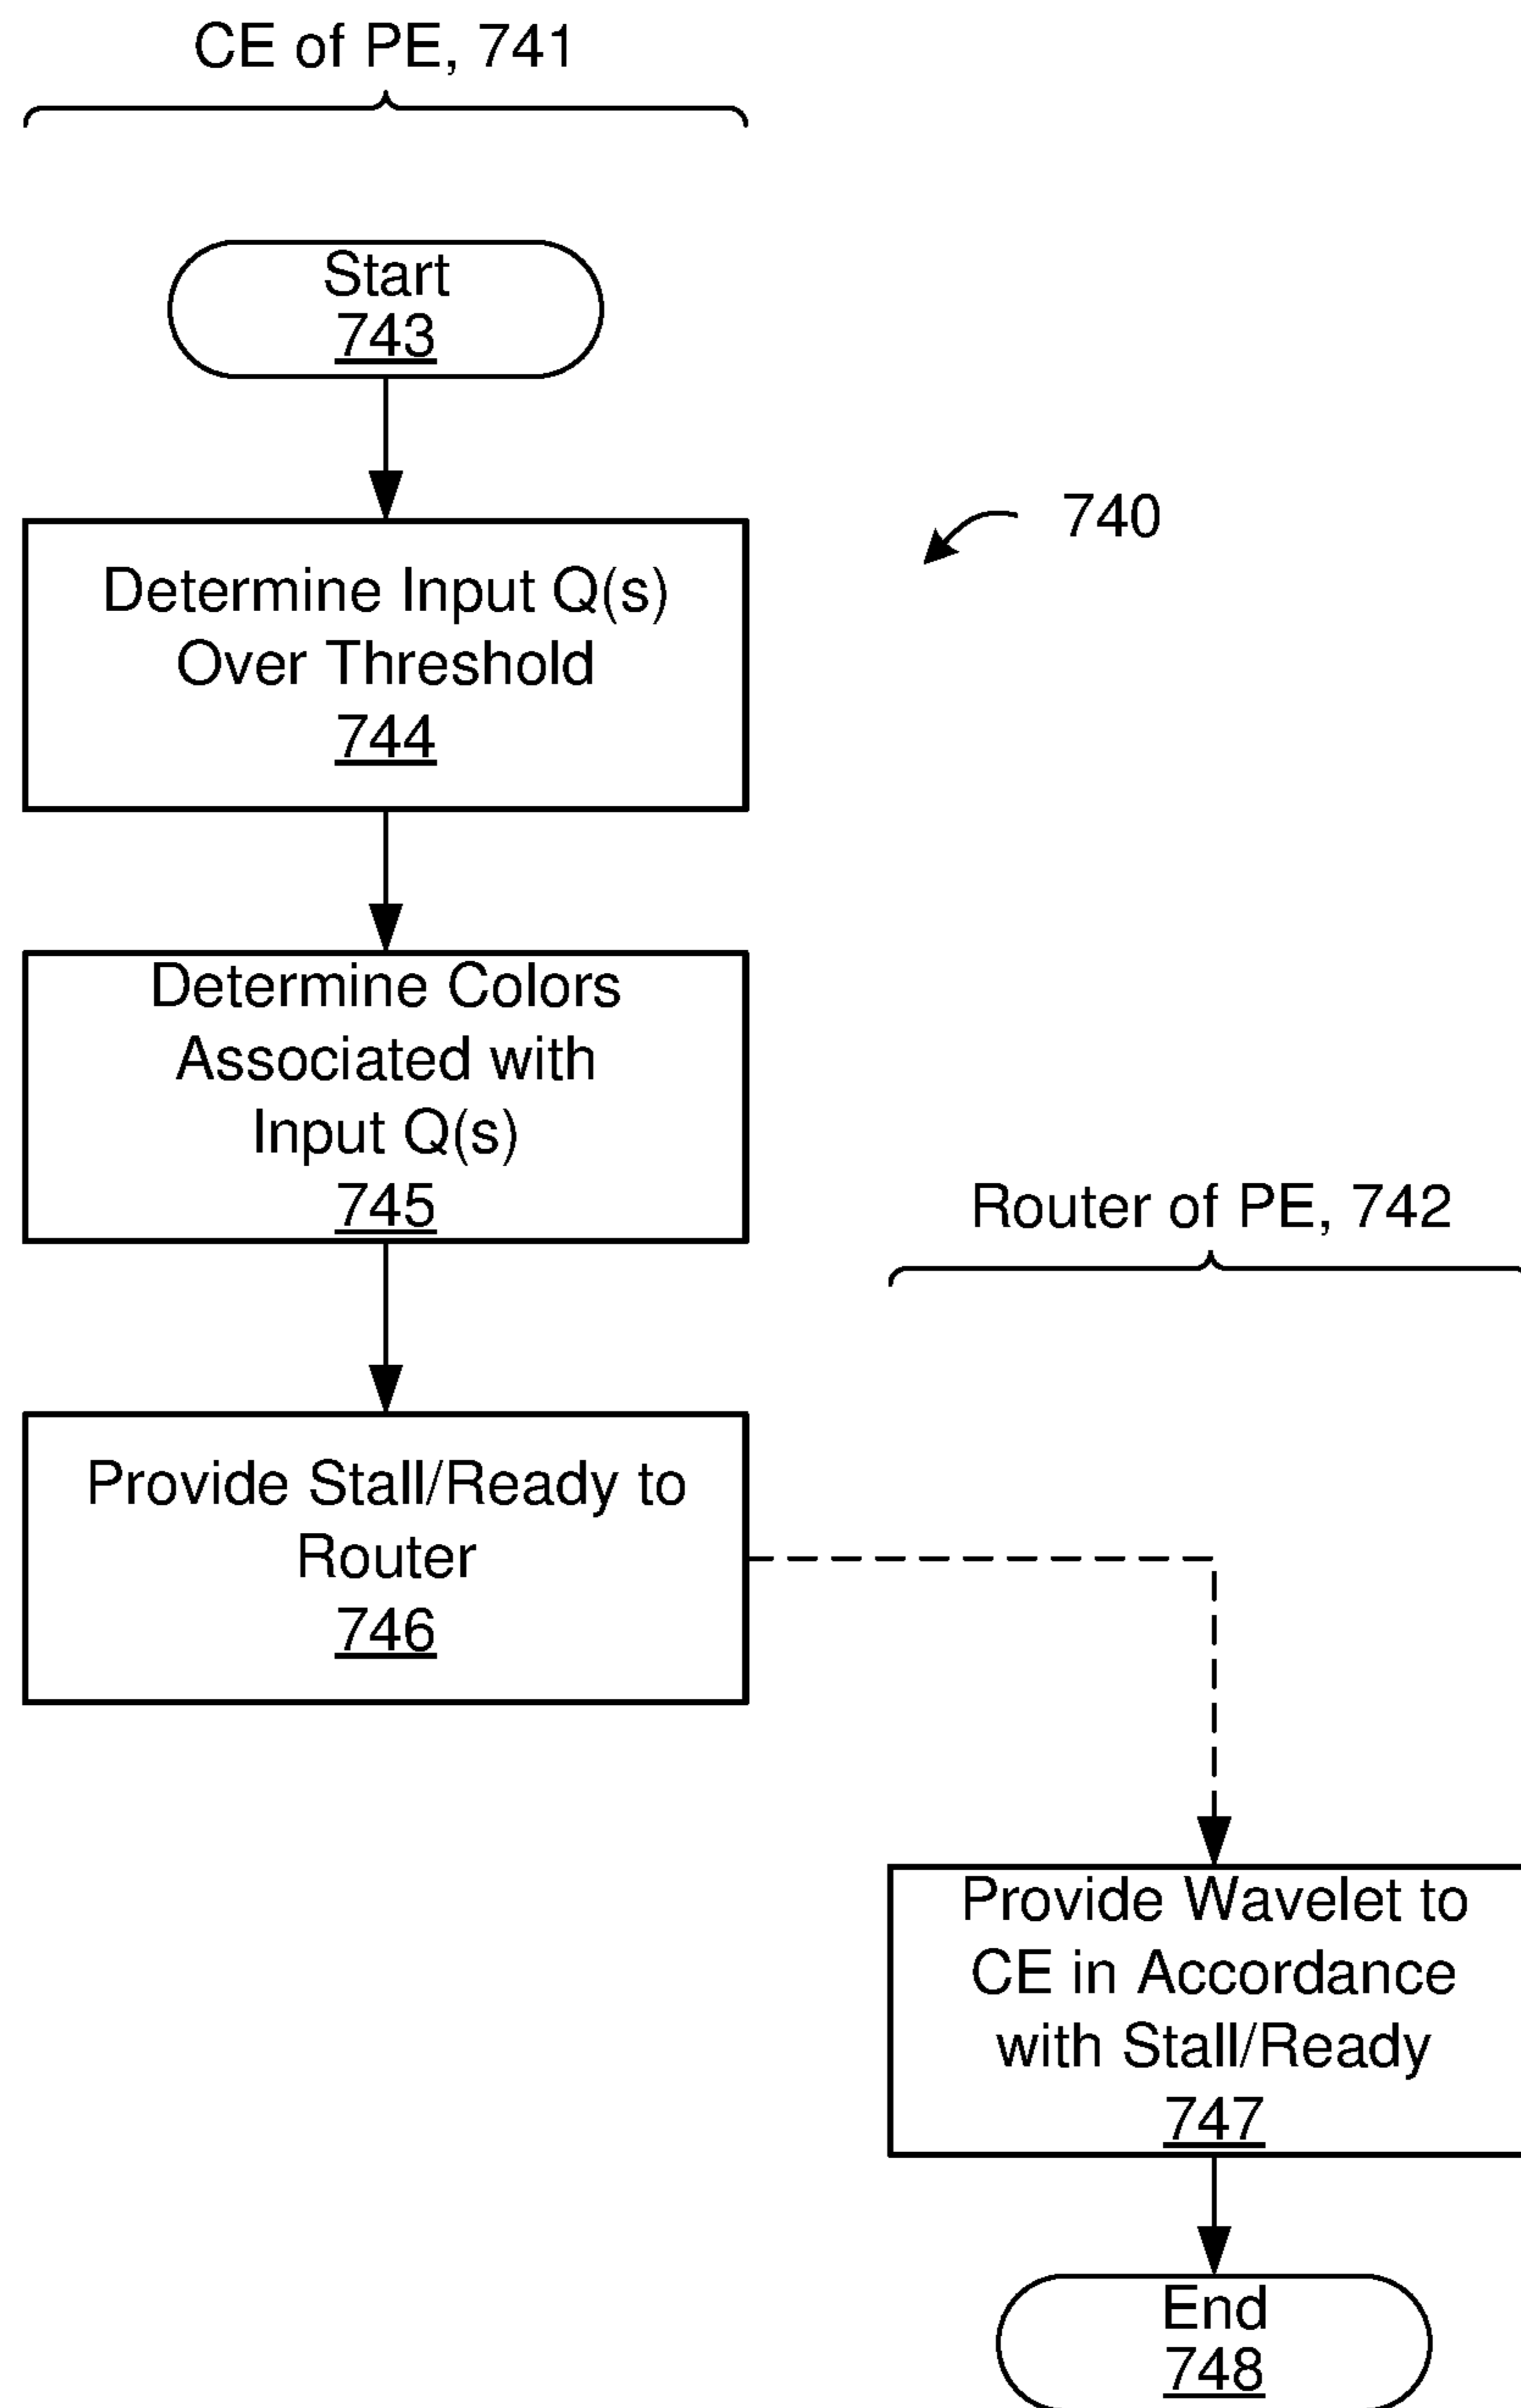 CE of PE, 741
Start
743
740
Determine Input Q(s)
Over Threshold
744
Determine Colors
Associated with
Input Q(s)
745
Router of PE, 742
Provide Stall/Ready to
Router
746
Provide Wavelet to
CE in Accordance
with Stall/Ready
747
End
748